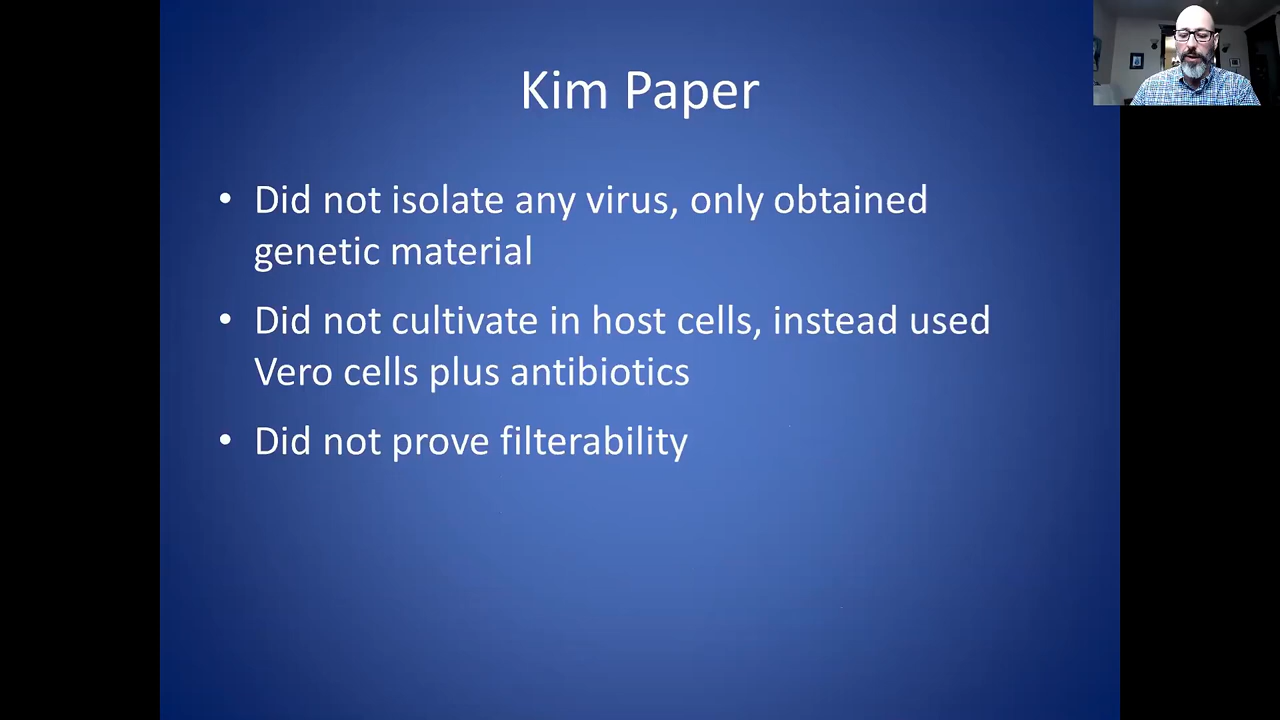 Kim Paper
• Did not isolate any virus, only obtained
genetic material
• Did not cultivate in host cells, instead used
Vero cells plus antibiotics
• Did not prove filterability